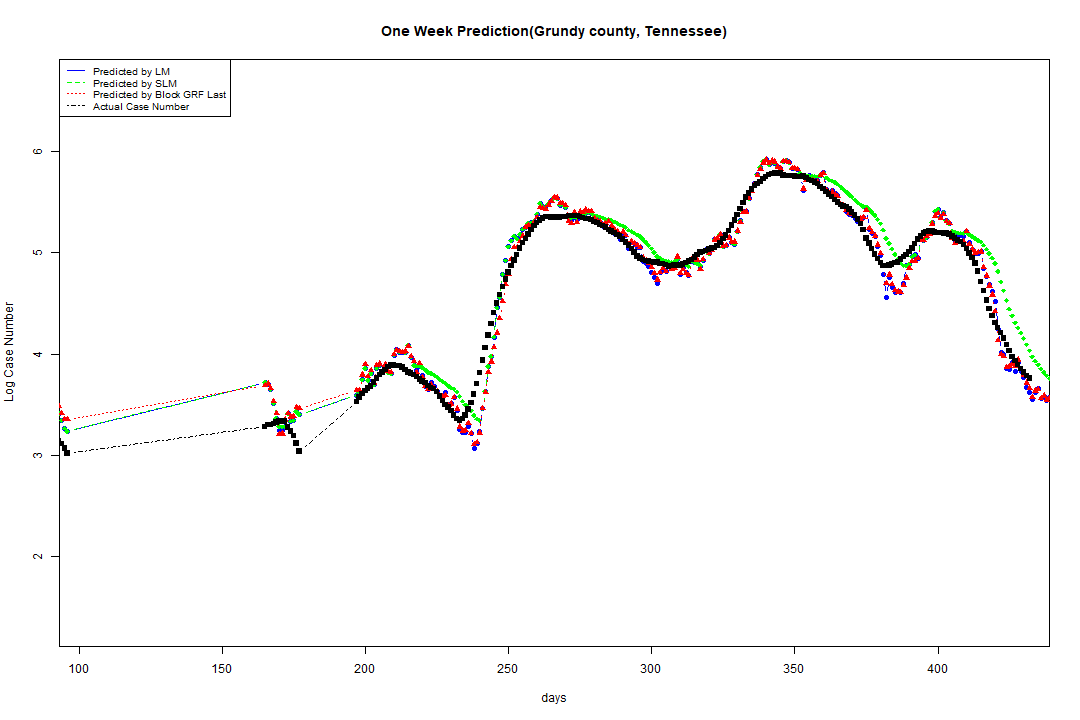 One Week Prediction(Grundy county, Tennessee)
Predicted by LM
Predicted by SLM
Predicted by Block GRF Last
Actual Case Number
6
5
4
3
2
Log Case Number
100 150 200 250 300 350 400
days